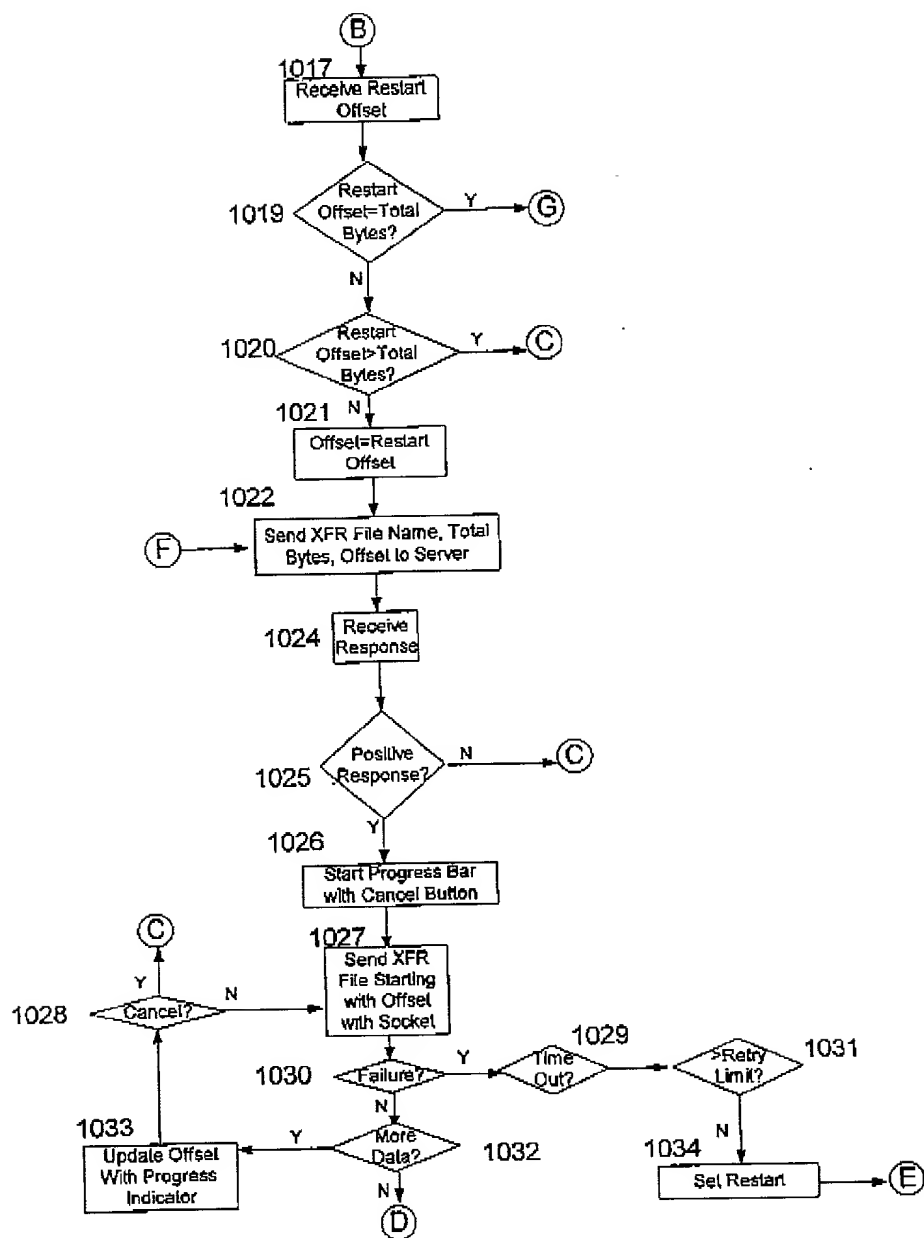 B
1017
Receive Restart
Offset
1019
Restart
Offset=Total
Bytes?
Y
G
N
1020
Restart
Offset>Total
Bytes?
Y
C
N
1021
Offset=Restart
Offset
1022
F
Send XFR File Name, Total
Bytes, Offset to Server
1024
Receive
Response
1025
Positive
Response?
N
C
Y
1026
Start Progress Bar
with Cancel Button
1027
Send XFR
File Starting
with Offset
with Socket
C
Y
1028
Cancel?
N
1030
Failure?
Y
1029
Time
Out?
1031
>Retry
Limit?
N
N
1032
More
Data?
Y
1033
Update Offset
With Progress
Indicator
N
D
1034
Set Restart
E